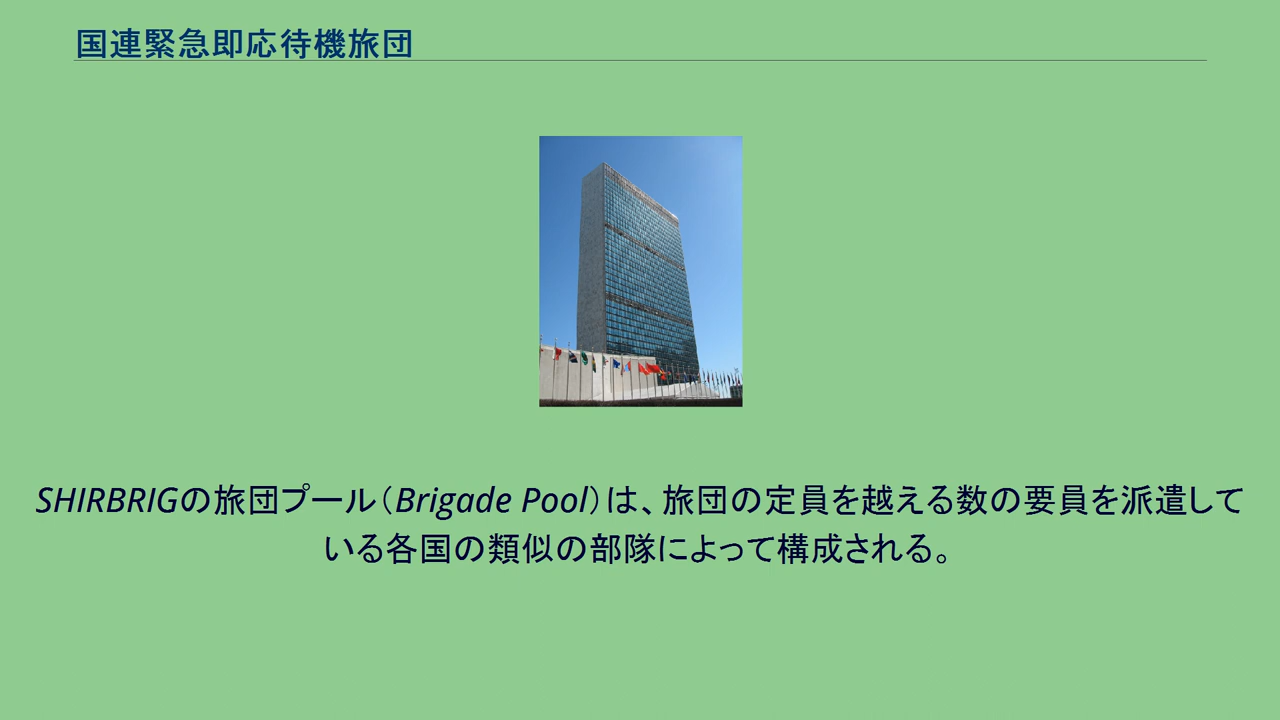 国連緊急即応待機旅団
SHIRBRIGの旅団プール（Brigade Pool）は、旅団の定員を越える数の要員を派遣して
いる各国の類似の部隊によって構成される。